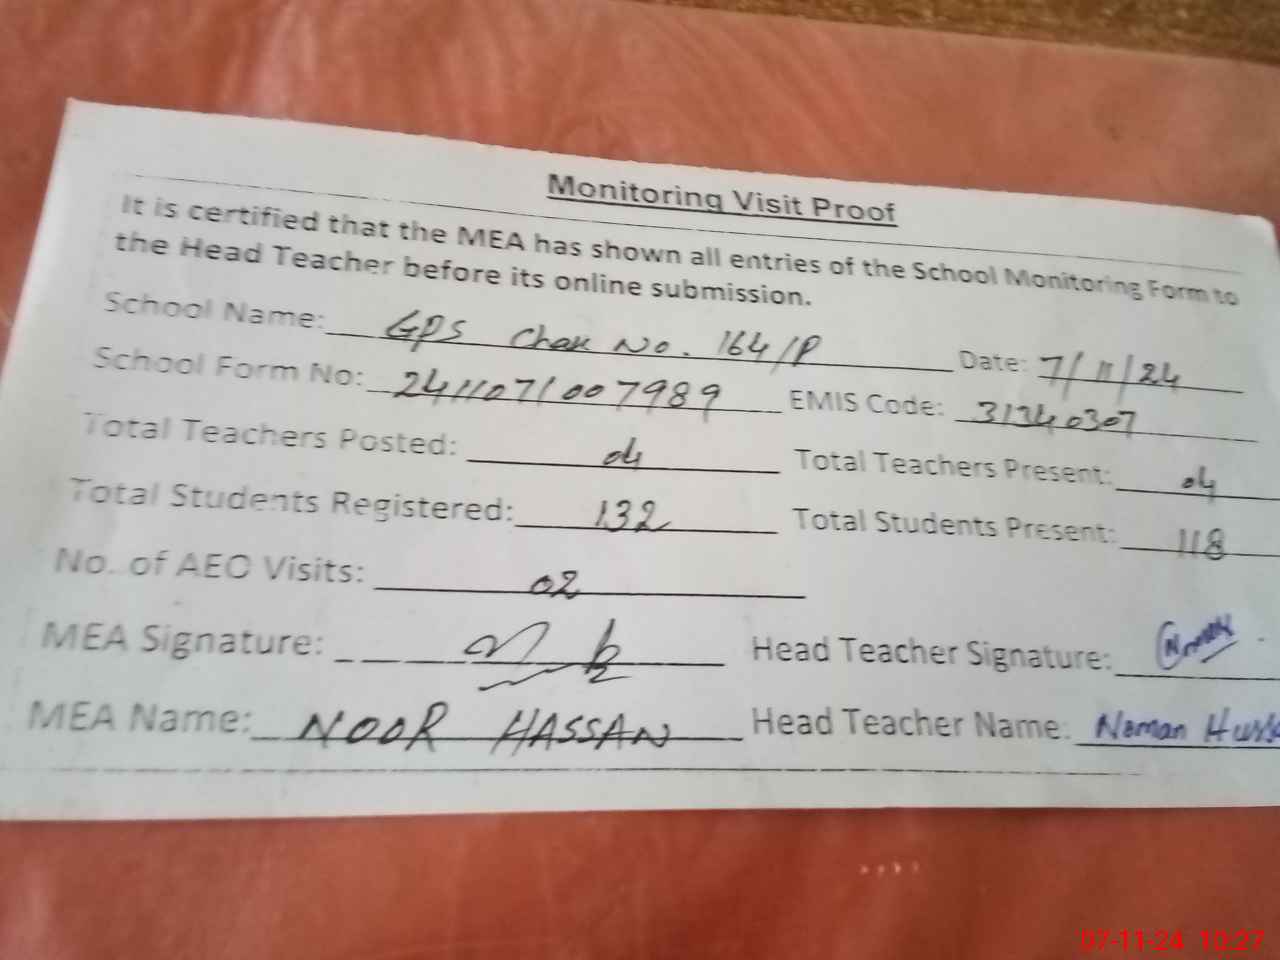 Monitoring Visit Proof
It is certified that the MEA has shown all entries of the School Monitoring Form to
the Head Teacher before its online submission.
School Name: GPS Chak No. 164/P Date: 7/11/24
School Form No: 241107/007989 EMIS Code: 31340307
Total Teachers Posted: 04 Total Teachers Present: 04
Total Students Registered: 132 Total Students Present: 118
No. of AEO Visits: 02
MEA Signature: Head Teacher Signature:
MEA Name: NOOR HASSAN Head Teacher Name: Noman
07-11-24 10:27